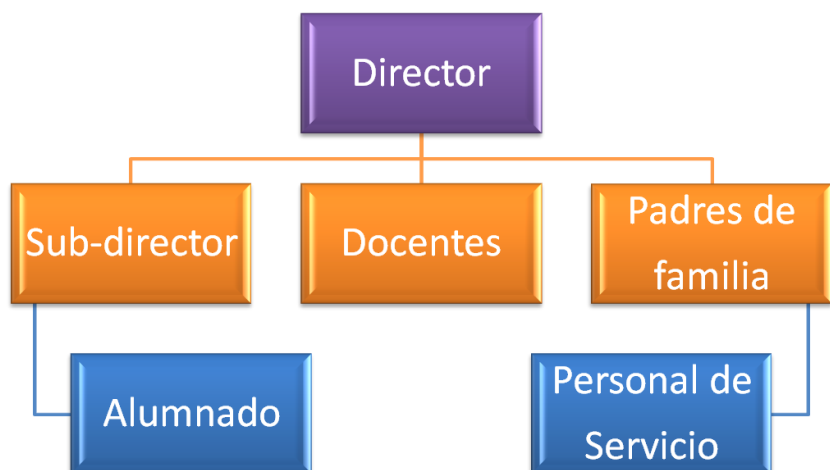 Director
Sub-director
Docentes
Padres de
familia
Alumnado
Personal de
Servicio